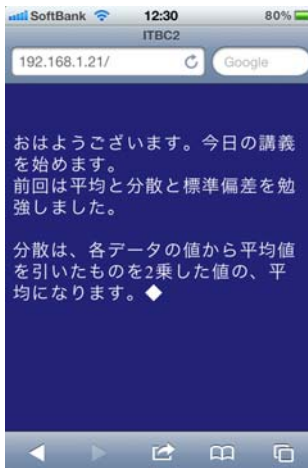 SoftBank 12:30 80%
ITBC2
192.168.1.21/ Google
おはようございます。今日の講義
を始めます。
前回は平均と分散と標準偏差を勉
強しました。
分散は、各データの値から平均値
を引いたものを2乗した値の、平
均になります。◆